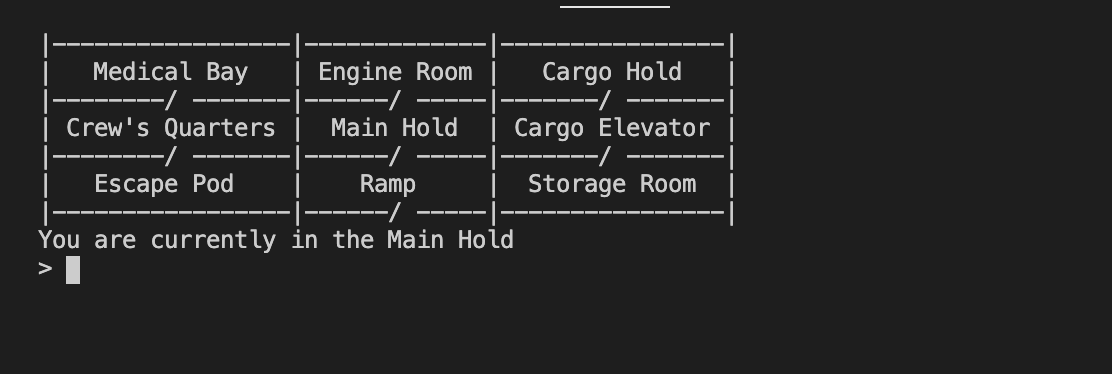 |-----------------|-------------|----------------|
|   Medical Bay   | Engine Room |   Cargo Hold   |
|--------/ -------|------/ -----|-------/ -------|
| Crew's Quarters |  Main Hold  | Cargo Elevator |
|--------/ -------|------/ -----|-------/ -------|
|   Escape Pod    |    Ramp     |  Storage Room  |
|-----------------|------/ -----|----------------|
You are currently in the Main Hold
>